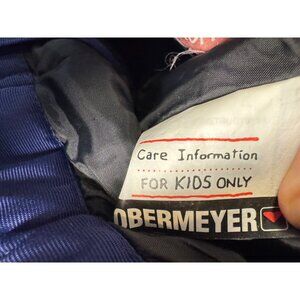 Care Information
FOR KIDS ONLY
OBERMEYER